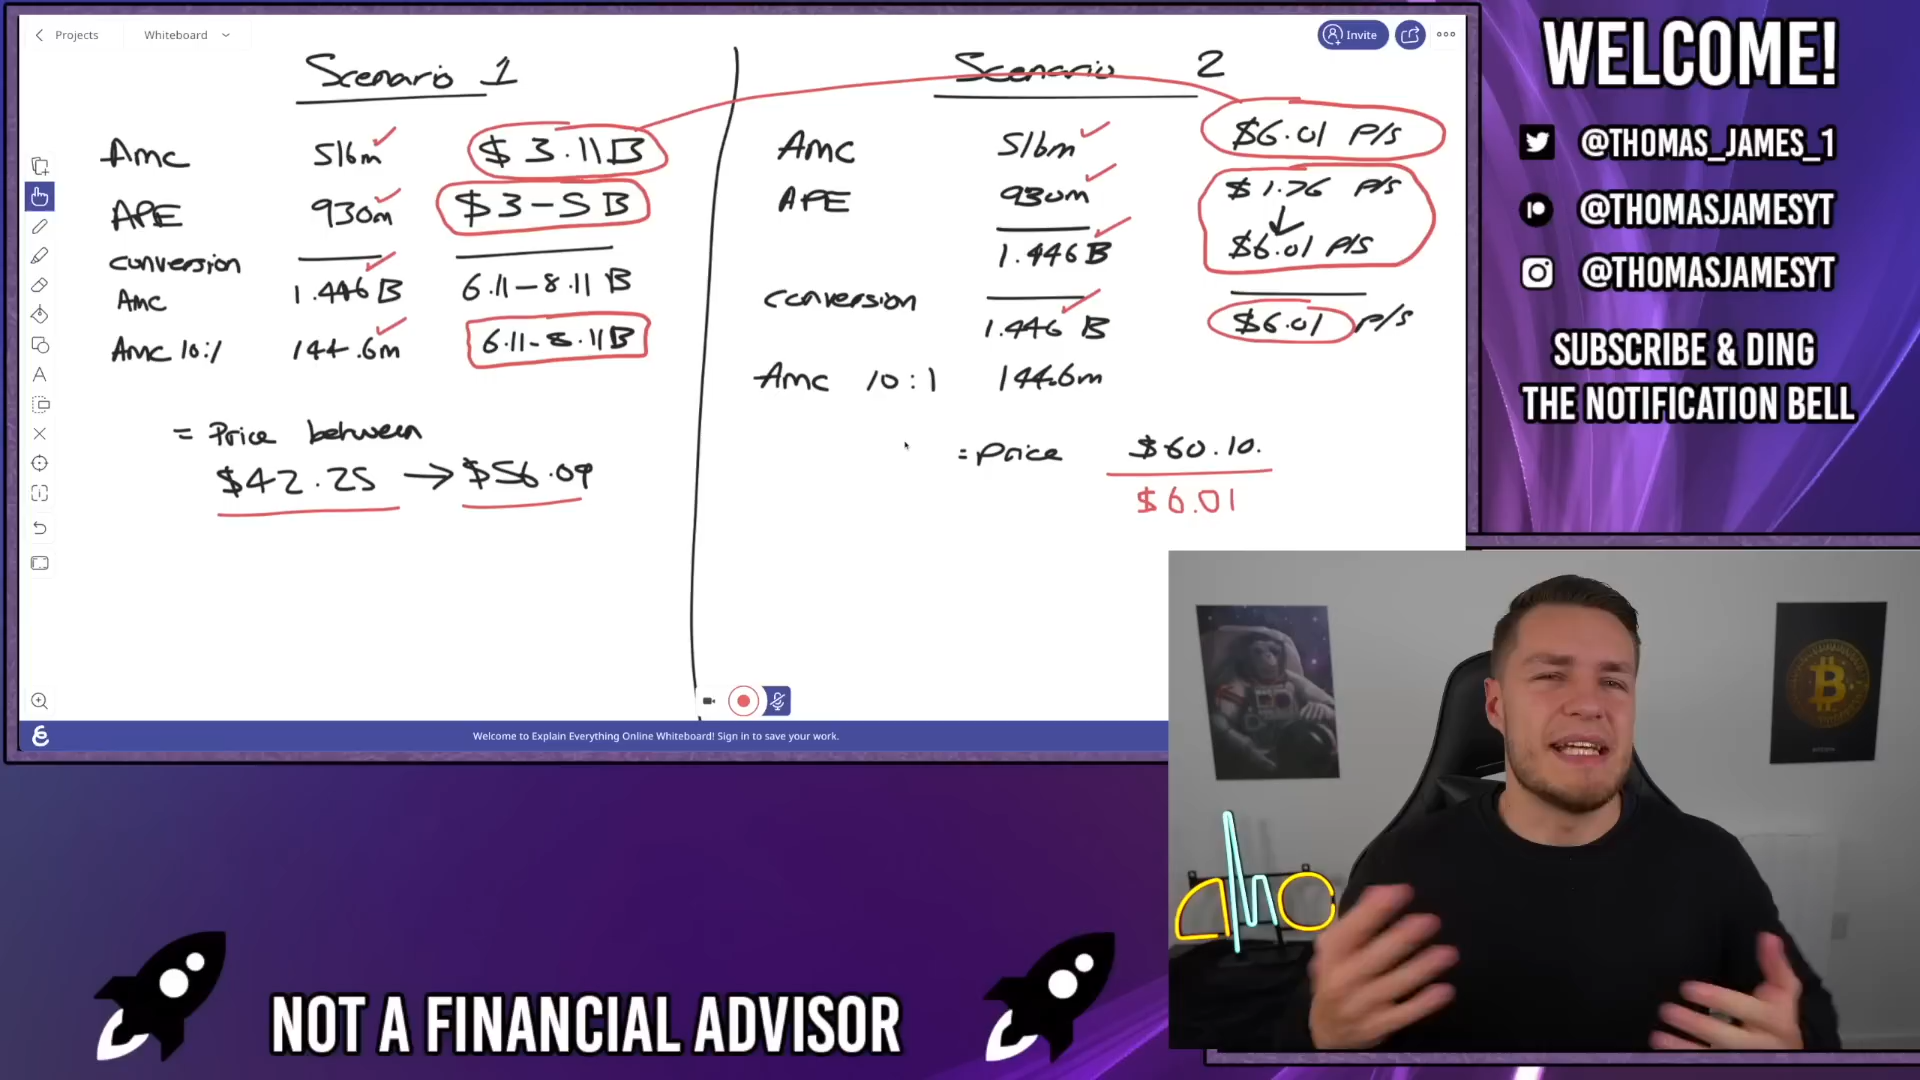 Projects
Whiteboard
Invite
Scenario 1
Amc 516m $3.11B
APE 930m $3-5B
conversion
Amc 1.446B 6.11-8.11B
Amc 10:1 144.6m 6.11-8.11B
= Price between
$42.25 → $56.09
Scenario 2
Amc 516m $6.01 P/s
APE 930m $1.76 P/s
1.446B $6.01 P/s
conversion
1.446B $6.01 P/s
Amc 10:1 144.6m
= Price $60.10.
$6.01
Welcome to Explain Everything Online Whiteboard! Sign in to save your work.
WELCOME!
@THOMAS_JAMES_1
@THOMASJAMESYT
@THOMASJAMESYT
SUBSCRIBE & DING
THE NOTIFICATION BELL
NOT A FINANCIAL ADVISOR